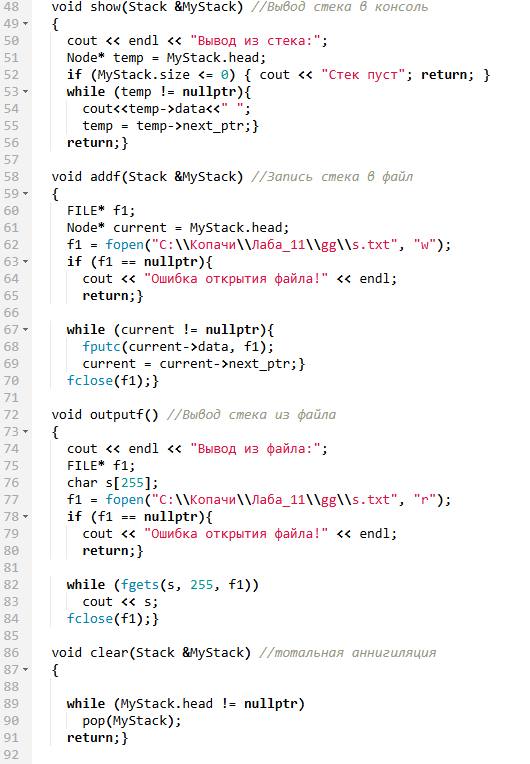 48 void show(Stack &MyStack) //Вывод стека в консоль
49 {
50 cout << endl << "Вывод из стека:";
51 Node* temp = MyStack.head;
52 if (MyStack.size <= 0) { cout << "Стек пуст"; return; }
53 while (temp != nullptr){
54 cout<<temp->data<<" ";
55 temp = temp->next_ptr;}
56 return;}
57
58 void addf(Stack &MyStack) //Запись стека в файл
59 {
60 FILE* f1;
61 Node* current = MyStack.head;
62 f1 = fopen("C:\\Копачи\\Лаба_11\\gg\\s.txt", "w");
63 if (f1 == nullptr){
64 cout << "Ошибка открытия файла!" << endl;
65 return;}
66
67 while (current != nullptr){
68 fputc(current->data, f1);
69 current = current->next_ptr;}
70 fclose(f1);}
71
72 void outputf() //Вывод стека из файла
73 {
74 cout << endl << "Вывод из файла:";
75 FILE* f1;
76 char s[255];
77 f1 = fopen("C:\\Копачи\\Лаба_11\\gg\\s.txt", "r");
78 if (f1 == nullptr){
79 cout << "Ошибка открытия файла!" << endl;
80 return;}
81
82 while (fgets(s, 255, f1))
83 cout << s;
84 fclose(f1);}
85
86 void clear(Stack &MyStack) //тотальная аннигиляция
87 {
88
89 while (MyStack.head != nullptr)
90 pop(MyStack);
91 return;}
92